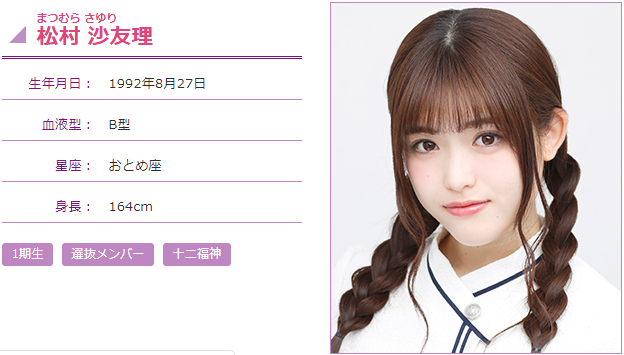 まつむら さゆり
松村 沙友理
生年月日： 1992年8月27日
血液型： B型
星座： おとめ座
身長： 164cm
1期生 選抜メンバー 十二福神